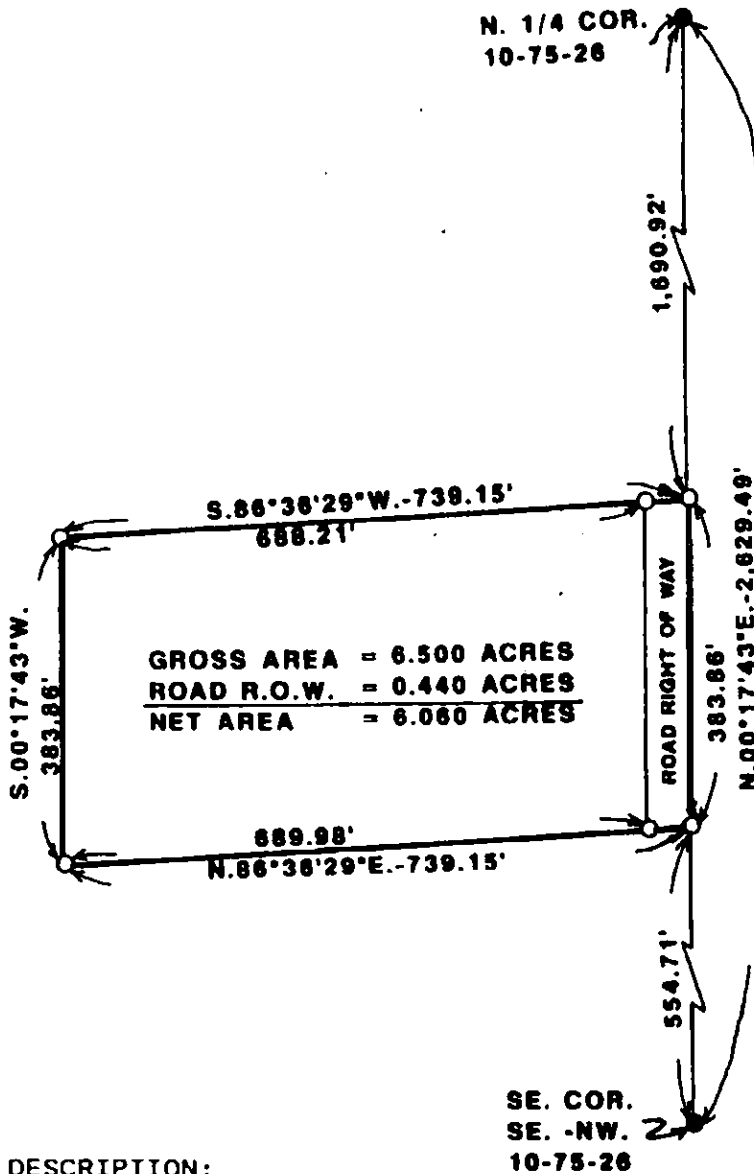 N. 1/4 COR.
10-75-26
1,690.92'
S.86°36'29"W.-739.15'
688.21'
S.00°17'43"W.
383.86'
GROSS AREA = 6.500 ACRES
ROAD R.O.W. = 0.440 ACRES
NET AREA = 6.060 ACRES
ROAD RIGHT OF WAY
383.86'
N.00°17'43"E.-2,629.49'
689.98'
N.86°36'29"E.-739.15'
554.71'
SE. COR.
SE. -NW.
10-75-26
DESCRIPTION: